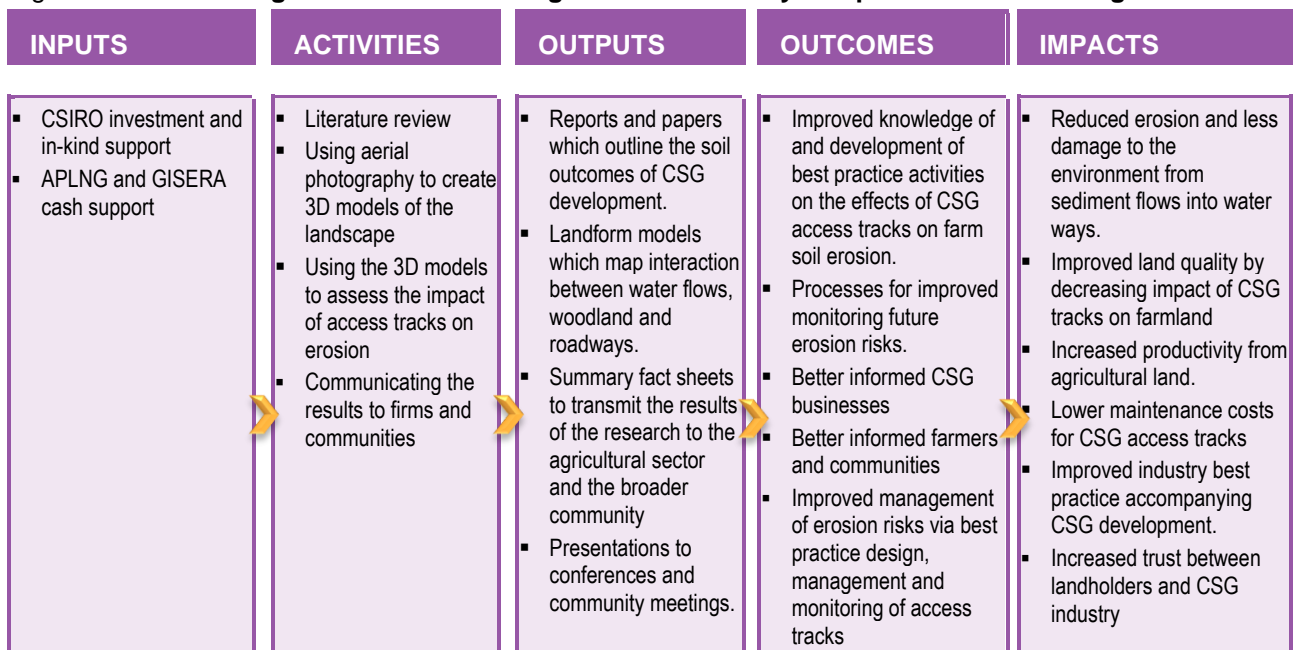 INPUTS
ACTIVITIES
OUTPUTS
OUTCOMES
IMPACTS
▪ CSIRO investment and
in-kind support
▪ APLNG and GISERA
cash support
▪ Literature review
▪ Using aerial
photography to create
3D models of the
landscape
▪ Using the 3D models
to assess the impact
of access tracks on
erosion
▪ Communicating the
results to firms and
communities
▪ Reports and papers
which outline the soil
outcomes of CSG
development.
▪ Landform models
which map interaction
between water flows,
woodland and
roadways.
▪ Summary fact sheets
to transmit the results
of the research to the
agricultural sector
and the broader
community
▪ Presentations to
conferences and
community meetings.
▪ Improved knowledge of
and development of
best practice activities
on the effects of CSG
access tracks on farm
soil erosion.
▪ Processes for improved
monitoring future
erosion risks.
▪ Better informed CSG
businesses
▪ Better informed farmers
and communities
▪ Improved management
of erosion risks via best
practice design,
management and
monitoring of access
tracks
▪ Reduced erosion and less
damage to the
environment from
sediment flows into water
ways.
▪ Improved land quality by
decreasing impact of CSG
tracks on farmland
▪ Increased productivity from
agricultural land.
▪ Lower maintenance costs
for CSG access tracks
▪ Improved industry best
practice accompanying
CSG development.
▪ Increased trust between
landholders and CSG
industry